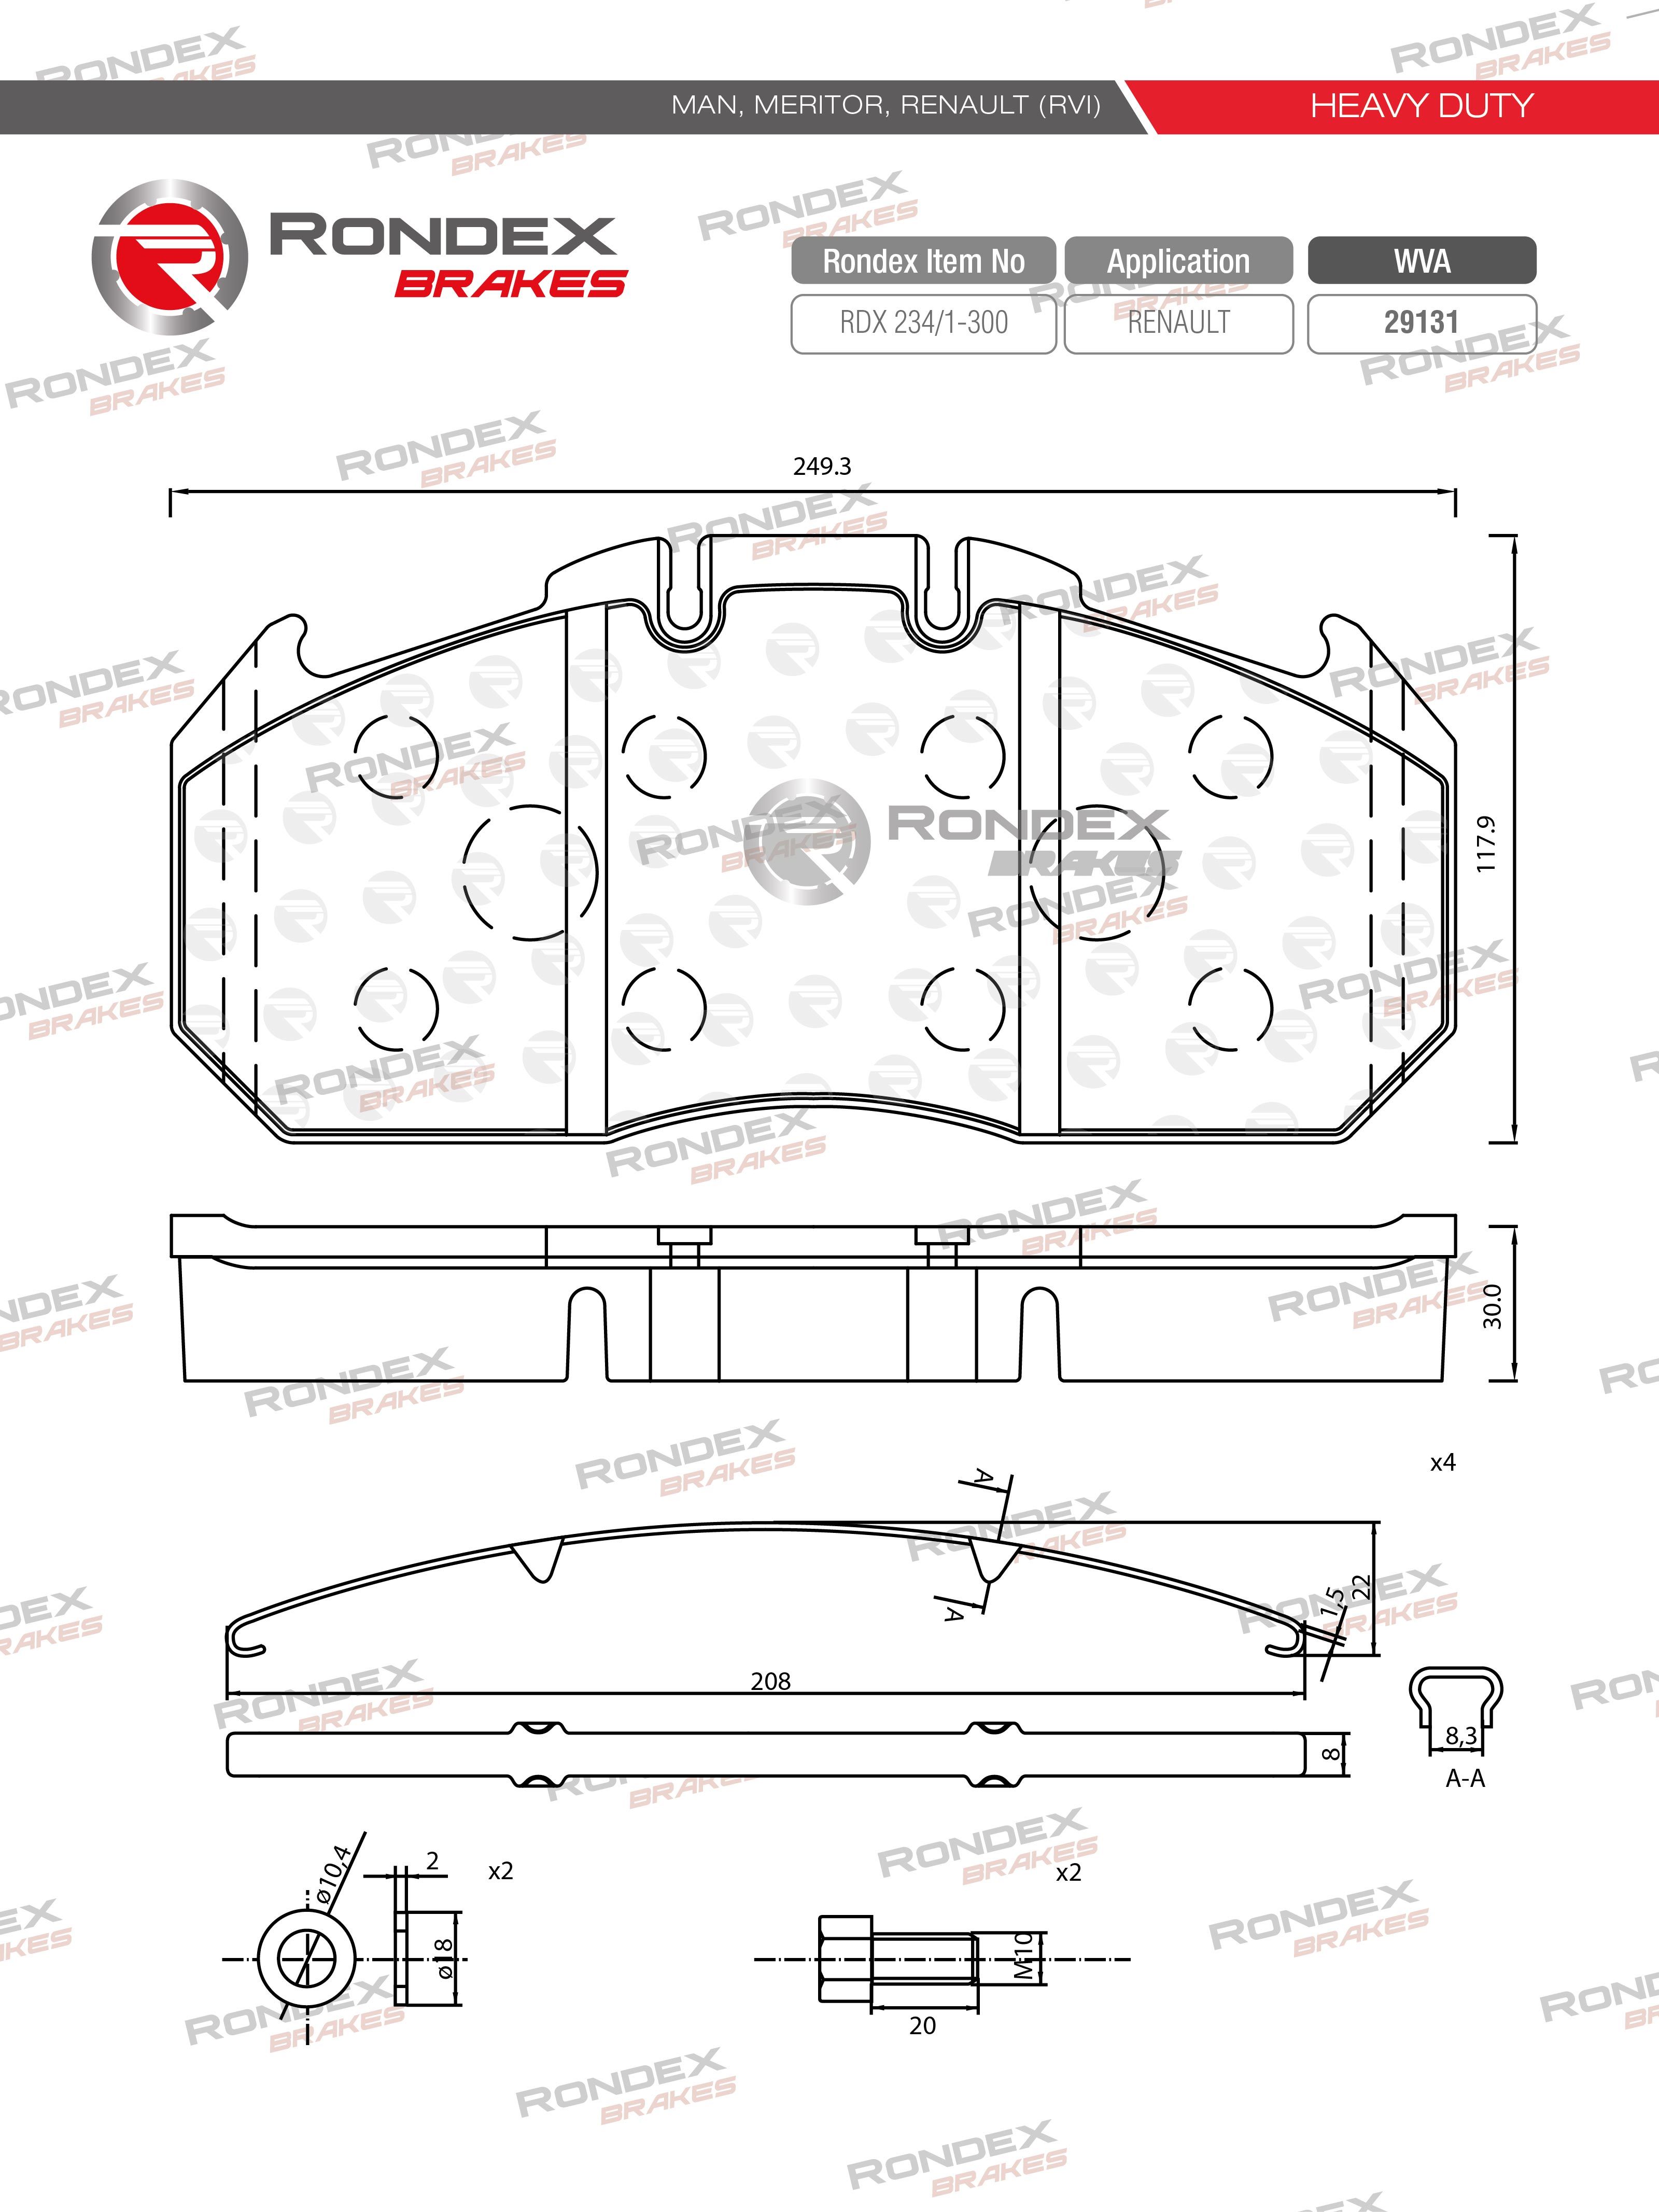 MAN, MERITOR, RENAULT (RVI)
HEAVY DUTY
RONDEX
BRAKES
Rondex Item No
Application
WVA
RDX 234/1-300
RENAULT
29131
249.3
117.9
RONDEX
BRAKES
30.0
x4
A
A
1,5
22
208
8
8,3
A-A
ø10,4
2
x2
ø18
x2
M10
20